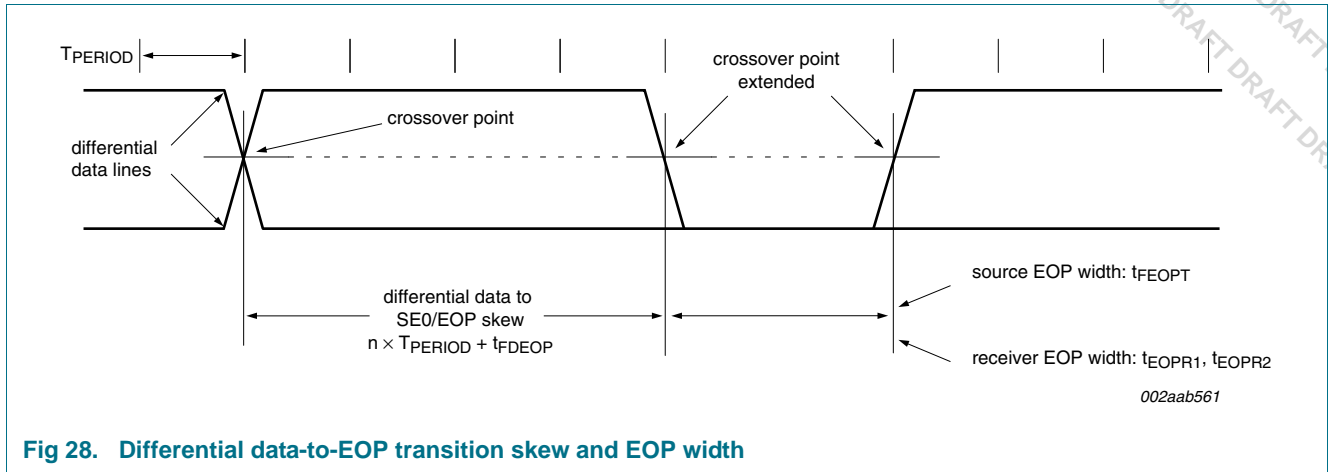 DRAFT DRAFT DRAFT DR
DRAFT
TPERIOD
crossover point
extended
crossover point
differential
data lines
source EOP width: tFEOPT
differential data to
SE0/EOP skew
n × TPERIOD + tFDEOP
receiver EOP width: tEOPR1, tEOPR2
002aab561
Fig 28. Differential data-to-EOP transition skew and EOP width